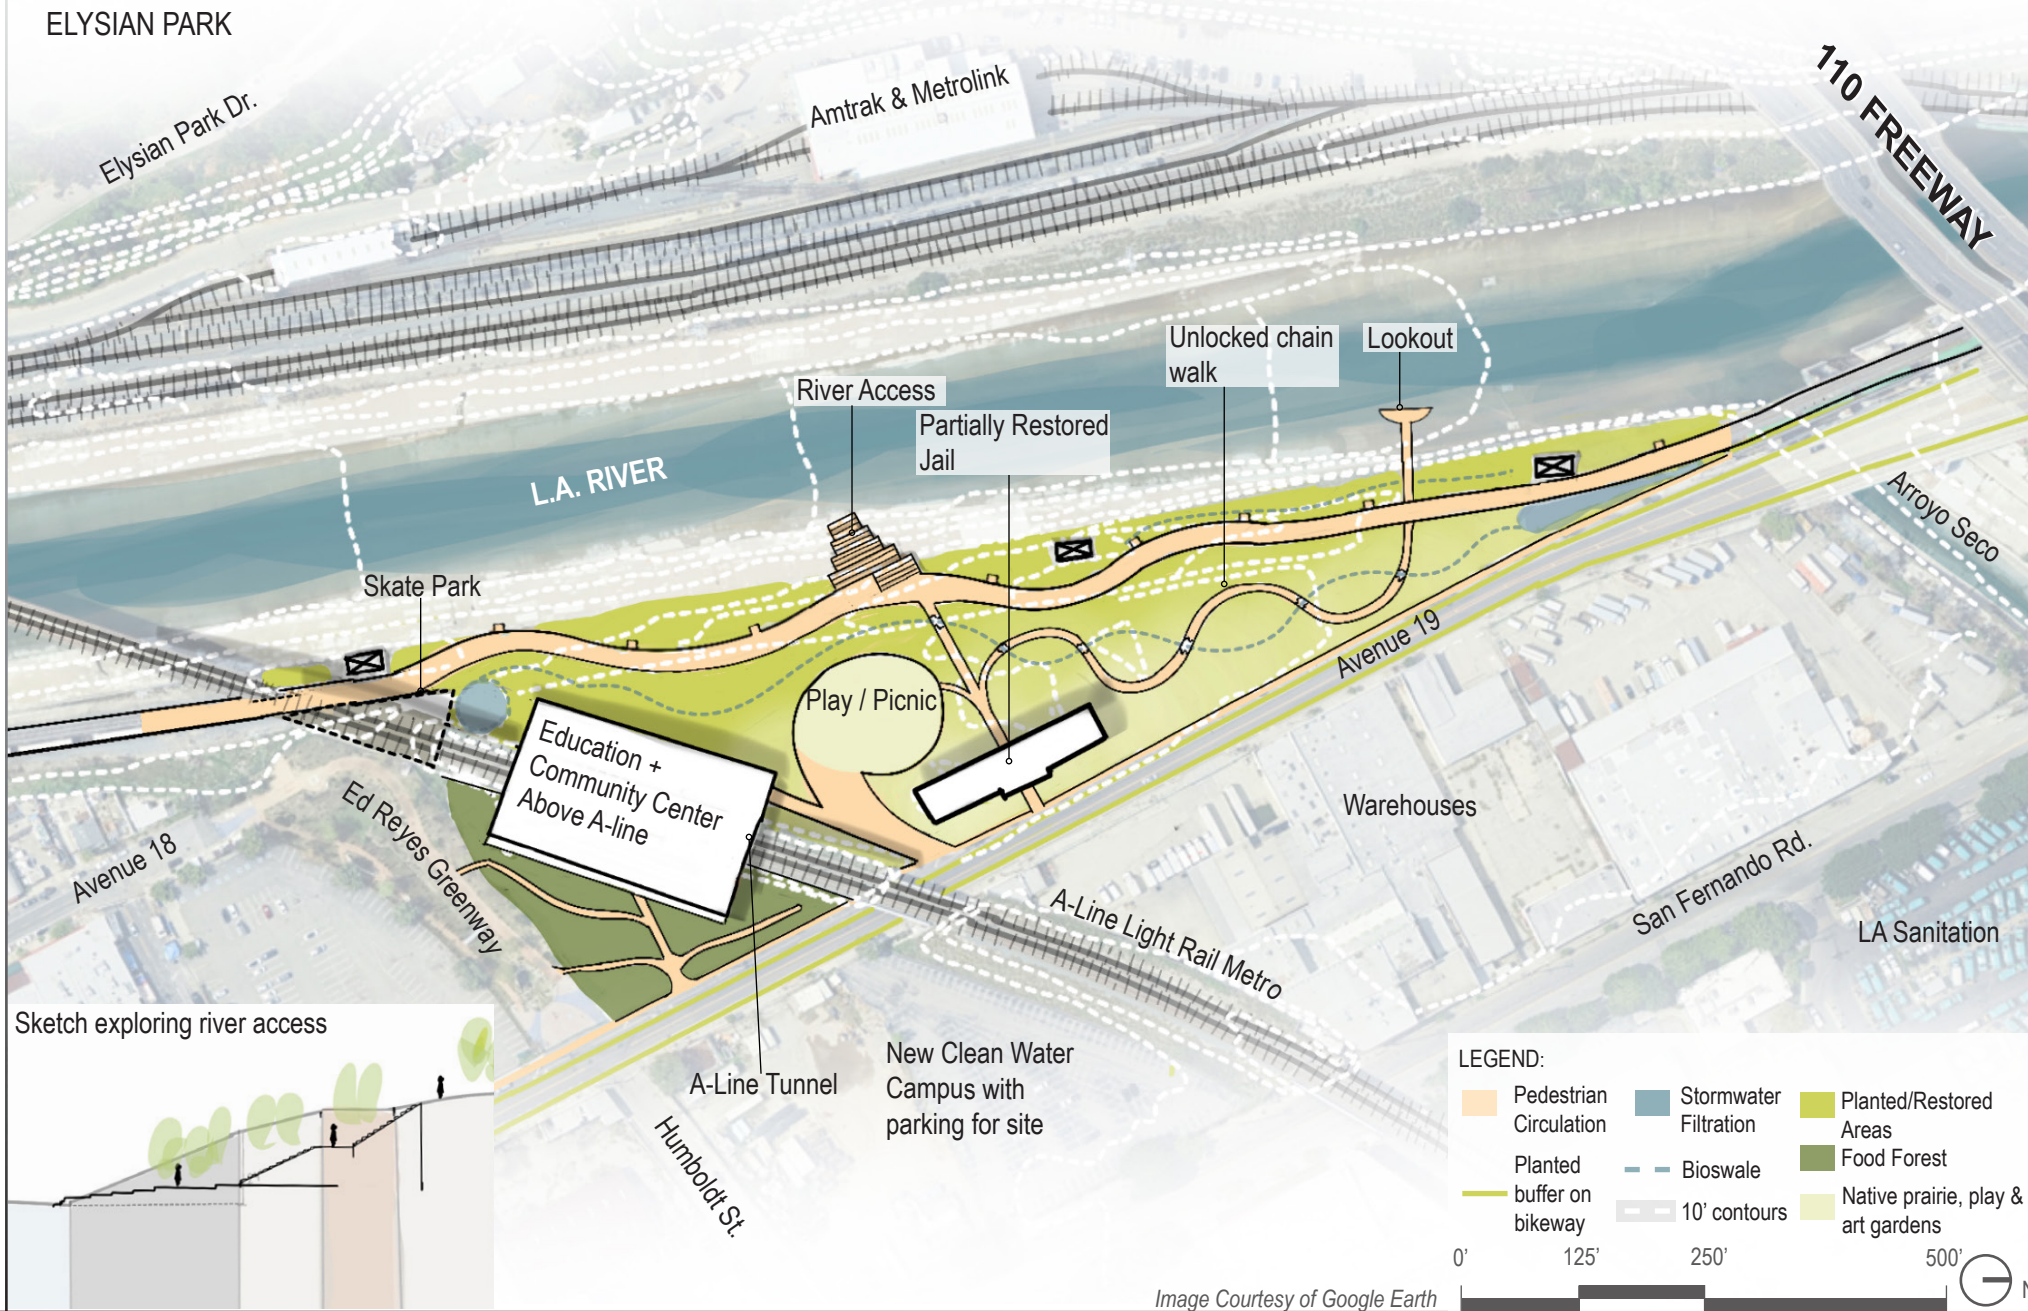 ELYSIAN PARK
Elysian Park Dr.
Amtrak & Metrolink
110 FREEWAY
Unlocked chain
walk
Lookout
River Access
Partially Restored
Jail
L.A. RIVER
Arroyo Seco
Skate Park
Avenue 19
Play / Picnic
Education +
Community Center
Above A-line
Ed Reyes Greenway
Warehouses
Avenue 18
San Fernando Rd.
A-Line Light Rail Metro
LA Sanitation
Sketch exploring river access
A-Line Tunnel
New Clean Water
Campus with
parking for site
Humboldt St.
LEGEND:
Pedestrian
Circulation
Planted
buffer on
bikeway
Stormwater
Filtration
Bioswale
10' contours
Planted/Restored
Areas
Food Forest
Native prairie, play &
art gardens
0' 125' 250' 500'
N
Image Courtesy of Google Earth